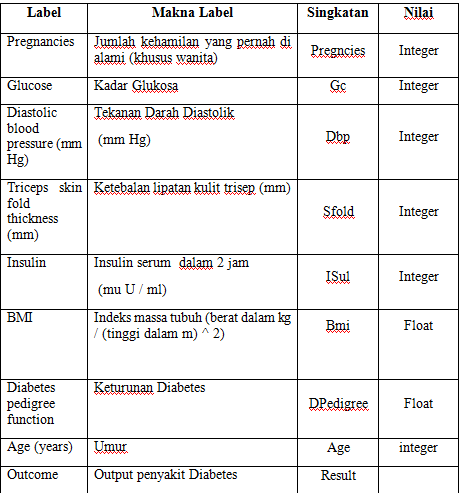 Label Makna Label Singkatan Nilai
Pregnancies Jumlah kehamilan yang pernah di
alami (khusus wanita) Pregncies Integer
Glucose Kadar Glukosa Gc Integer
Diastolic Tekanan Darah Diastolik
blood
pressure (mm (mm Hg) Dbp Integer
Hg)
Triceps skin Ketebalan lipatan kulit trisep (mm)
fold
thickness Sfold Integer
(mm)
Insulin Insulin serum dalam 2 jam
(mu U / ml) ISul Integer
BMI Indeks massa tubuh (berat dalam kg
/ (tinggi dalam m) ^ 2) Bmi Float
Diabetes Keturunan Diabetes
pedigree DPedigree Float
function
Age (years) Umur Age integer
Outcome Output penyakit Diabetes Result